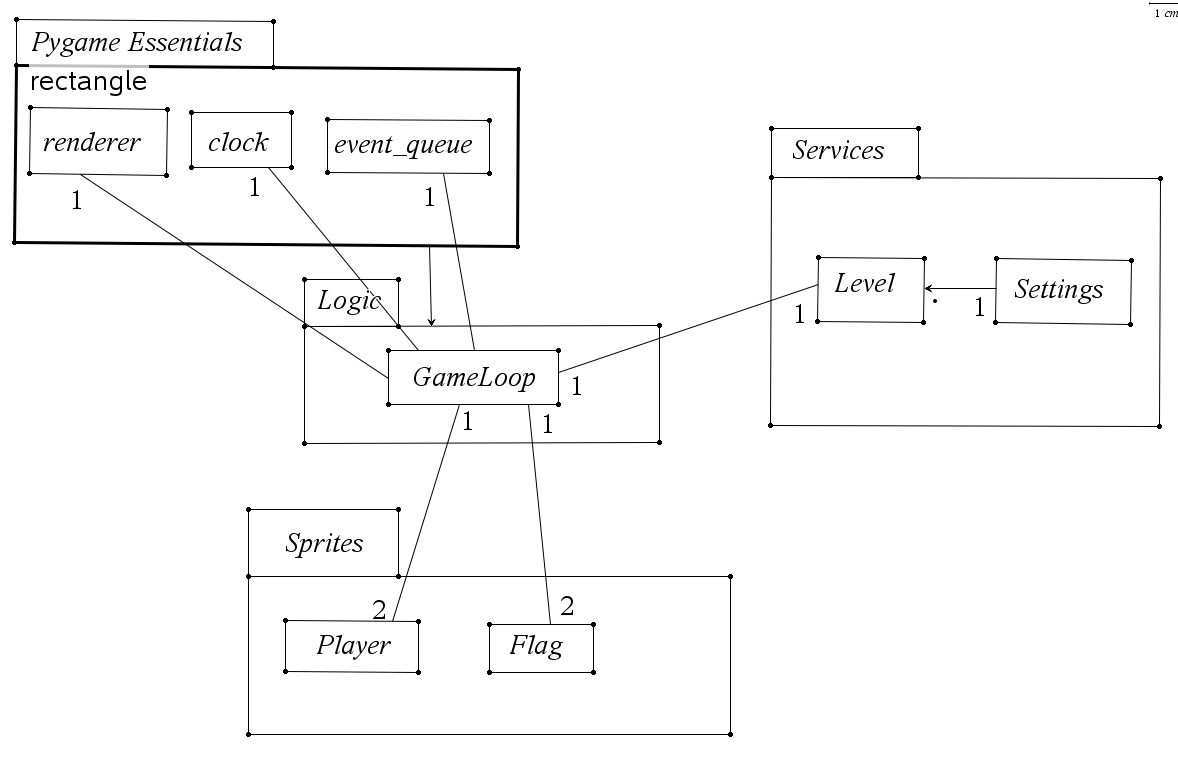 1 cm
Pygame Essentials
rectangle
renderer
clock
event_queue
1
1
1
Services
Level
Settings
1
1
Logic
GameLoop
1
1
1
Sprites
2
2
Player
Flag